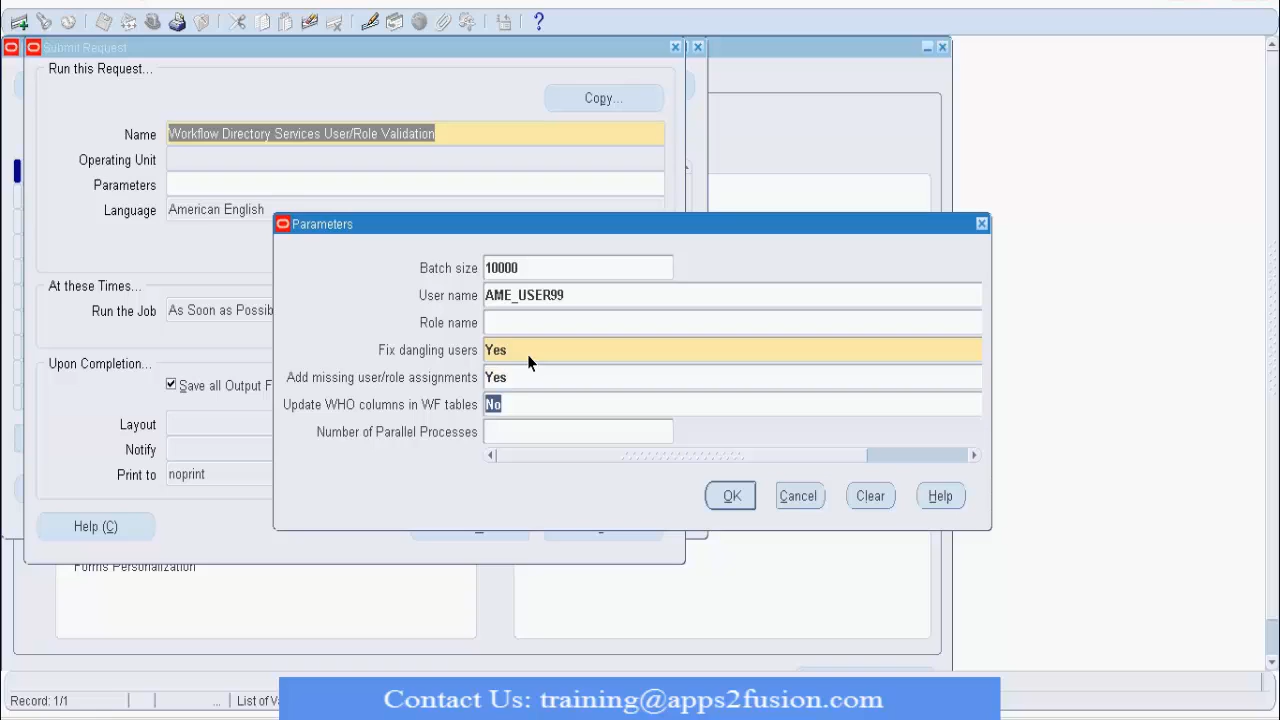 Submit Request
Run this Request...
Copy...
Name Workflow Directory Services User/Role Validation
Operating Unit
Parameters
Language American English
Parameters
Batch size 10000
User name AME_USER99
Role name
Fix dangling users Yes
Add missing user/role assignments Yes
Update WHO columns in WF tables No
Number of Parallel Processes
OK Cancel Clear Help
At these Times...
Run the Job As Soon as Possib
Upon Completion...
Save all Output F
Layout
Notify
Print to noprint
Help (C)
Forms Personalization
Record: 1/1 ... List of Va
Contact Us: training@apps2fusion.com